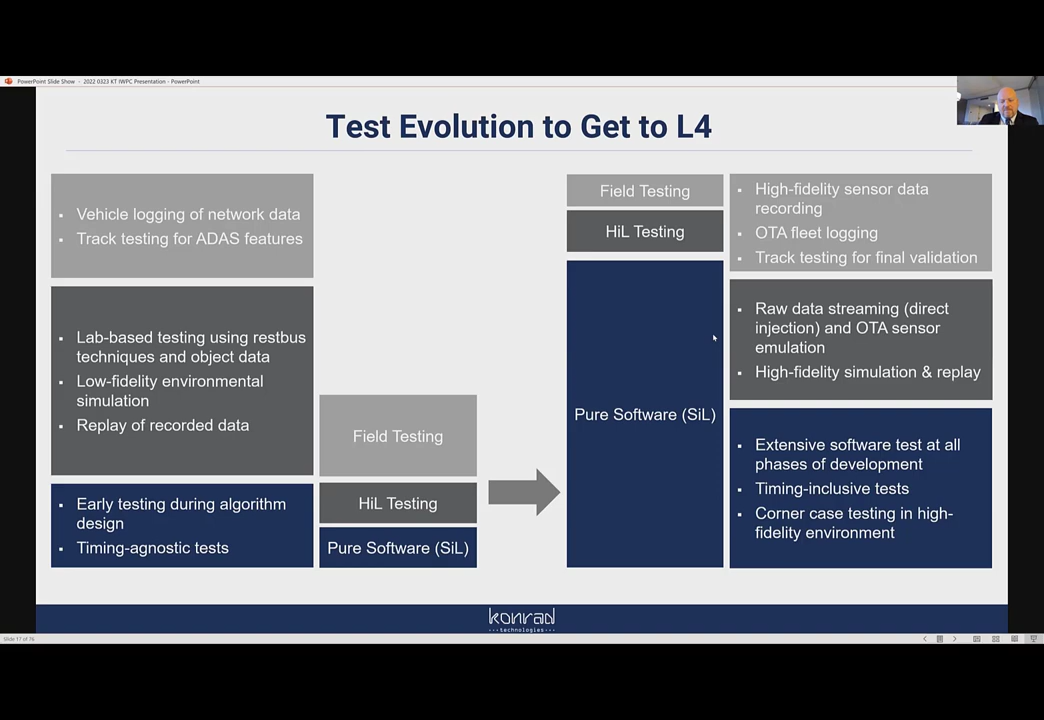 PowerPoint Slide Show - 2022 0323 KT IWPC Presentation - PowerPoint
Test Evolution to Get to L4
▪ Vehicle logging of network data
▪ Track testing for ADAS features
▪ Lab-based testing using restbus
techniques and object data
▪ Low-fidelity environmental
simulation
▪ Replay of recorded data
▪ Early testing during algorithm
design
▪ Timing-agnostic tests
Field Testing
HiL Testing
Pure Software (SiL)
Field Testing
HiL Testing
Pure Software (SiL)
▪ High-fidelity sensor data
recording
▪ OTA fleet logging
▪ Track testing for final validation
▪ Raw data streaming (direct
injection) and OTA sensor
emulation
▪ High-fidelity simulation & replay
▪ Extensive software test at all
phases of development
▪ Timing-inclusive tests
▪ Corner case testing in high-
fidelity environment
konrad
technologies
Slide 17 of 76